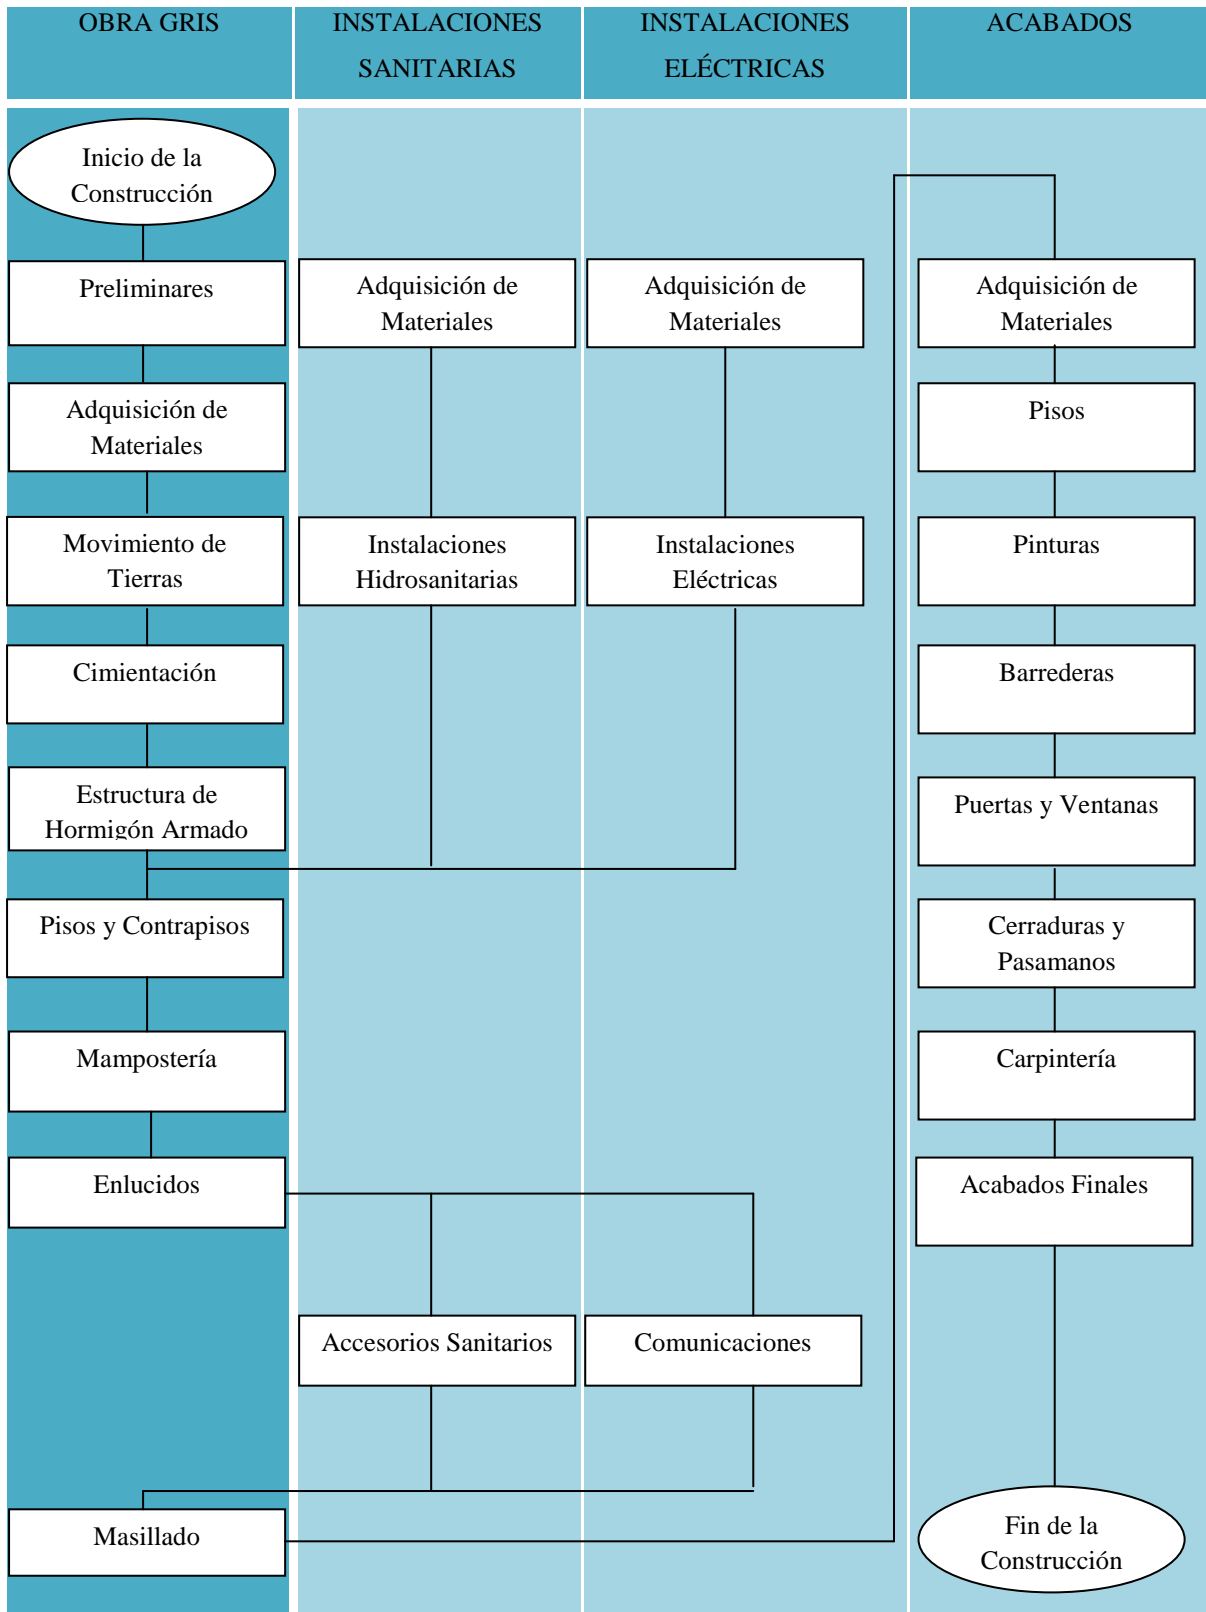 OBRA GRIS
INSTALACIONES
SANITARIAS
INSTALACIONES
ELÉCTRICAS
ACABADOS
Inicio de la
Construcción
Preliminares
Adquisición de
Materiales
Movimiento de
Tierras
Cimientación
Estructura de
Hormigón Armado
Pisos y Contrapisos
Mampostería
Enlucidos
Masillado
Adquisición de
Materiales
Instalaciones
Hidrosanitarias
Accesorios Sanitarios
Adquisición de
Materiales
Instalaciones
Eléctricas
Comunicaciones
Adquisición de
Materiales
Pisos
Pinturas
Barrederas
Puertas y Ventanas
Cerraduras y
Pasamanos
Carpintería
Acabados Finales
Fin de la
Construcción